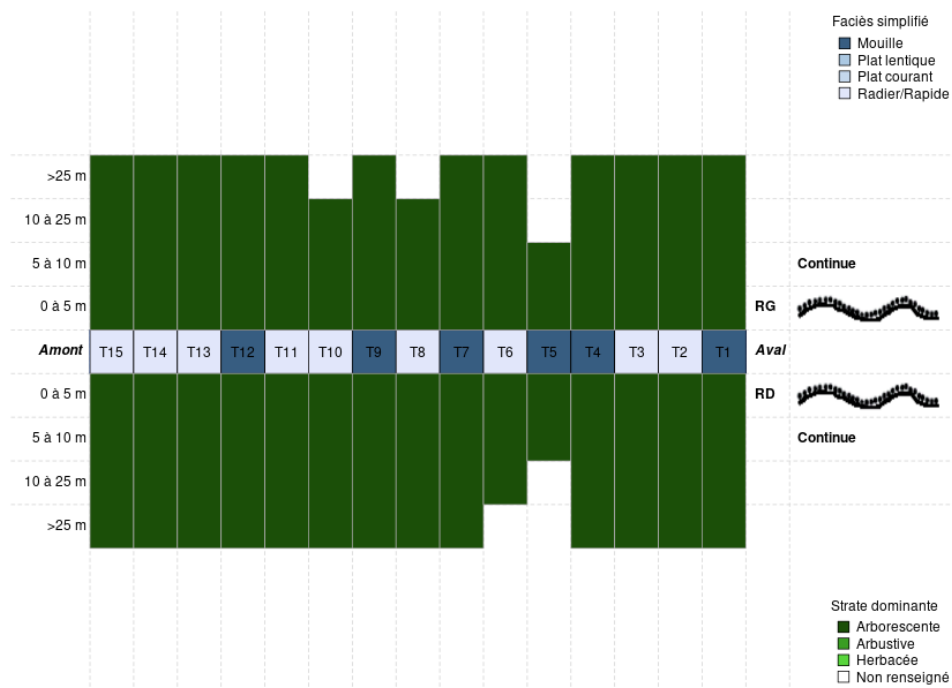 Faciès simplifié
Mouille
Plat lentique
Plat courant
Radier/Rapide
>25 m
10 à 25 m
5 à 10 m
Continue
0 à 5 m
RG
Amont T15 T14 T13 T12 T11 T10 T9 T8 T7 T6 T5 T4 T3 T2 T1 Aval
0 à 5 m
RD
5 à 10 m
Continue
10 à 25 m
>25 m
Strate dominante
Arborescente
Arbustive
Herbacée
Non renseigné